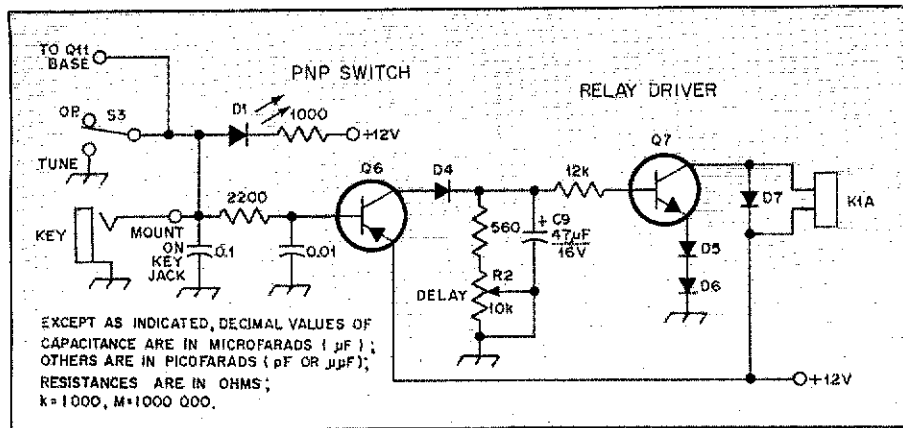 TO Q11
BASE
PNP SWITCH
RELAY DRIVER
OP
S3
D1
1000
+12V
TUNE
Q6
D4
12k
Q7
D7
K1A
2200
KEY
MOUNT
ON
KEY
JACK
0.1
0.01
560
+
C9
47µF
16V
R2
10k
DELAY
D5
D6
+12V
EXCEPT AS INDICATED, DECIMAL VALUES OF
CAPACITANCE ARE IN MICROFARADS ( µF ) ;
OTHERS ARE IN PICOFARADS ( pF OR µµF);
RESISTANCES ARE IN OHMS ;
k=1000, M=1000 000.